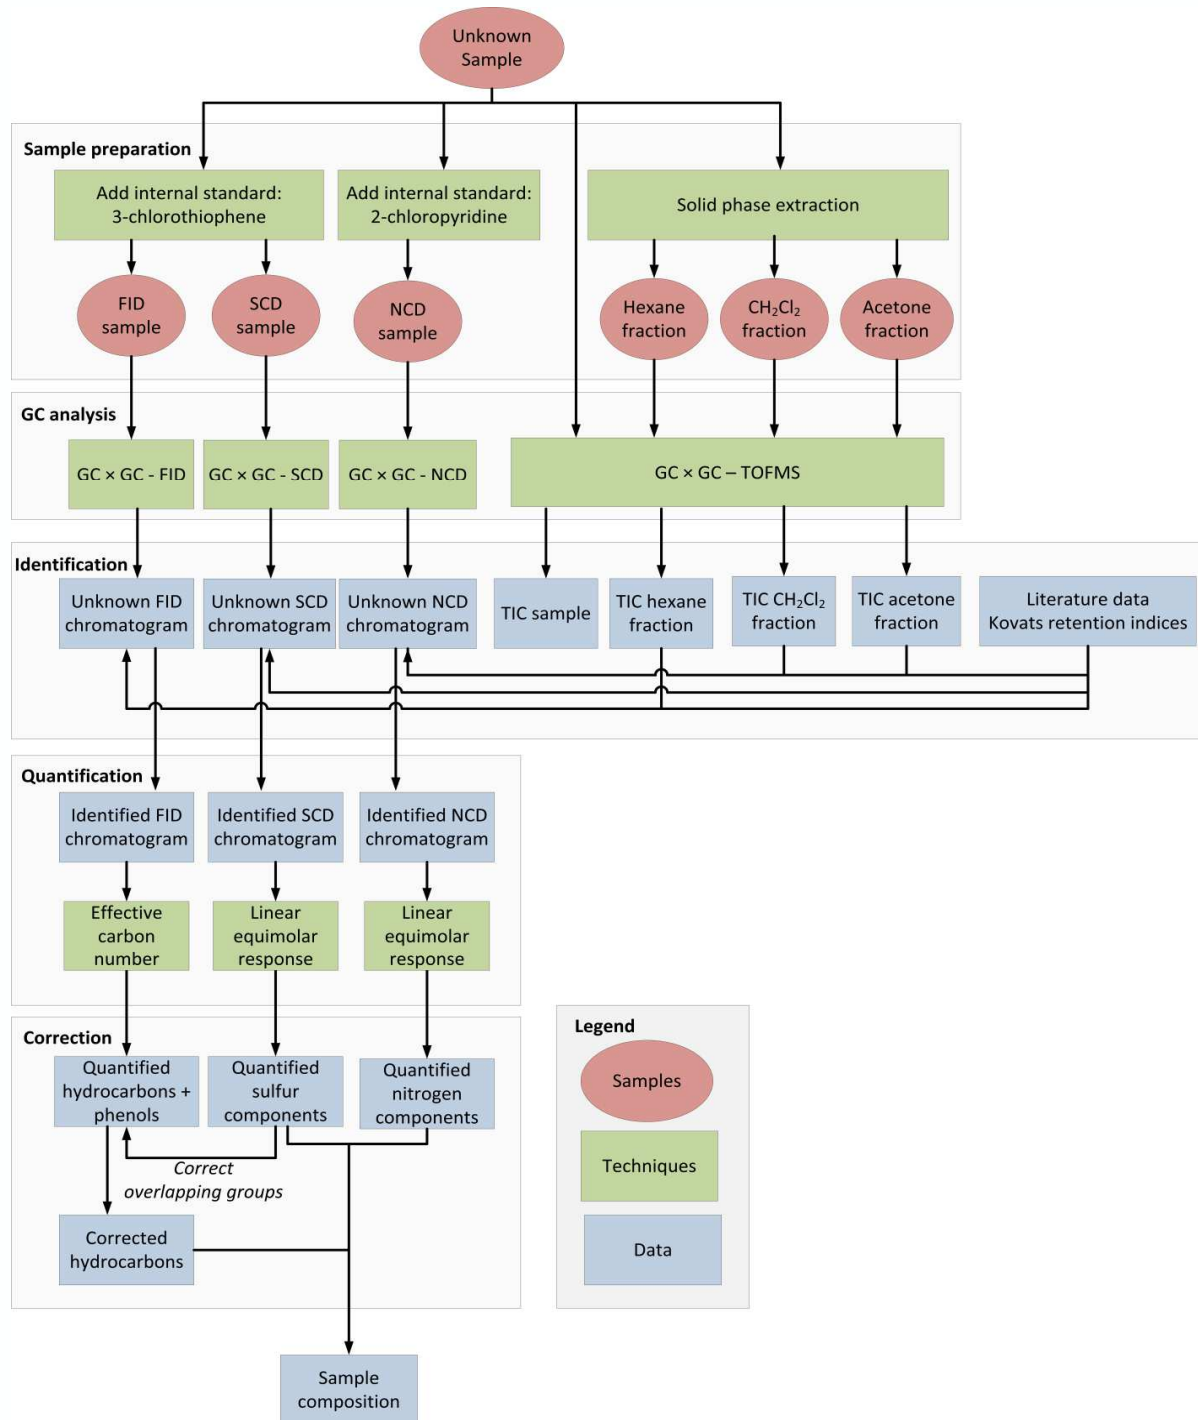 Unknown
Sample
Sample preparation
Add internal standard:
3-chlorothiophene
Add internal standard:
2-chloropyridine
Solid phase extraction
FID
sample
SCD
sample
NCD
sample
Hexane
fraction
CH₂Cl₂
fraction
Acetone
fraction
GC analysis
GC × GC - FID
GC × GC - SCD
GC × GC - NCD
GC × GC – TOFMS
Identification
Unknown FID
chromatogram
Unknown SCD
chromatogram
Unknown NCD
chromatogram
TIC sample
TIC hexane
fraction
TIC CH₂Cl₂
fraction
TIC acetone
fraction
Literature data
Kovats retention indices
Quantification
Identified FID
chromatogram
Identified SCD
chromatogram
Identified NCD
chromatogram
Effective
carbon
number
Linear
equimolar
response
Linear
equimolar
response
Correction
Quantified
hydrocarbons +
phenols
Quantified
sulfur
components
Quantified
nitrogen
components
Correct
overlapping groups
Corrected
hydrocarbons
Sample
composition
Legend
Samples
Techniques
Data